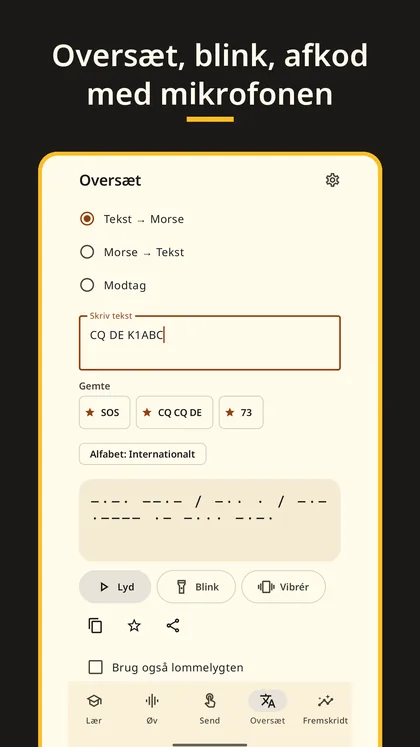 Oversæt, blink, afkod
med mikrofonen
Oversæt
Tekst → Morse
Morse → Tekst
Modtag
Skriv tekst
CQ DE K1ABC
Gemte
★ SOS ★ CQ CQ DE ★ 73
Alfabet: Internationalt
−·−· −−·− / −·· · / −·−
·−−−− ·− −··· −·−·
Lyd Blink Vibrér
Brug også lommelygten
Lær Øv Send Oversæt Fremskridt